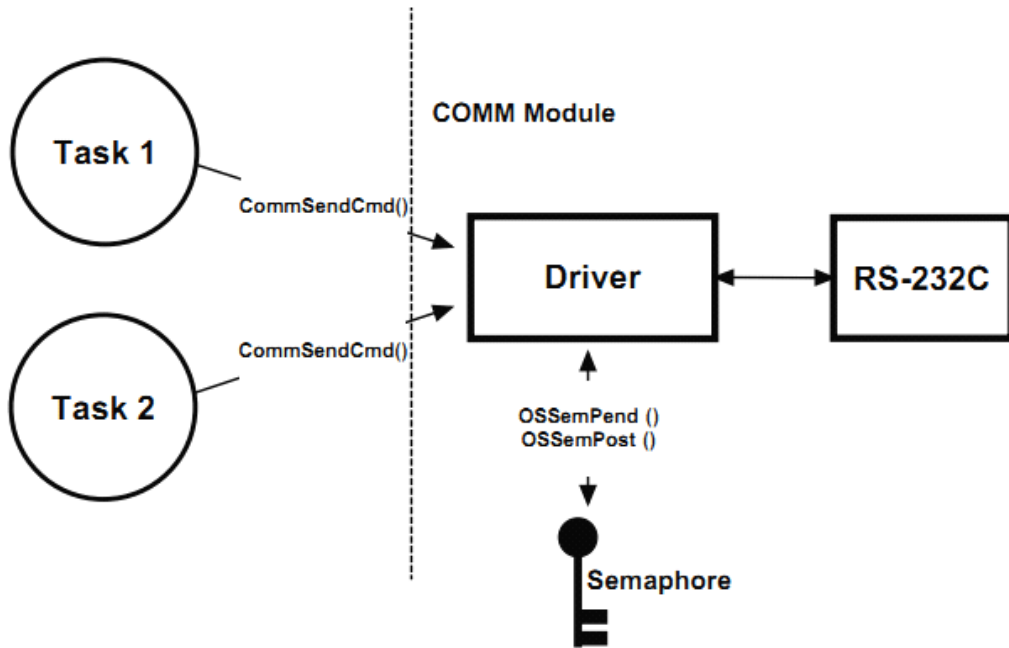 COMM Module
Task 1
CommSendCmd()
Driver
RS-232C
CommSendCmd()
Task 2
OSSemPend ()
OSSemPost ()
Semaphore